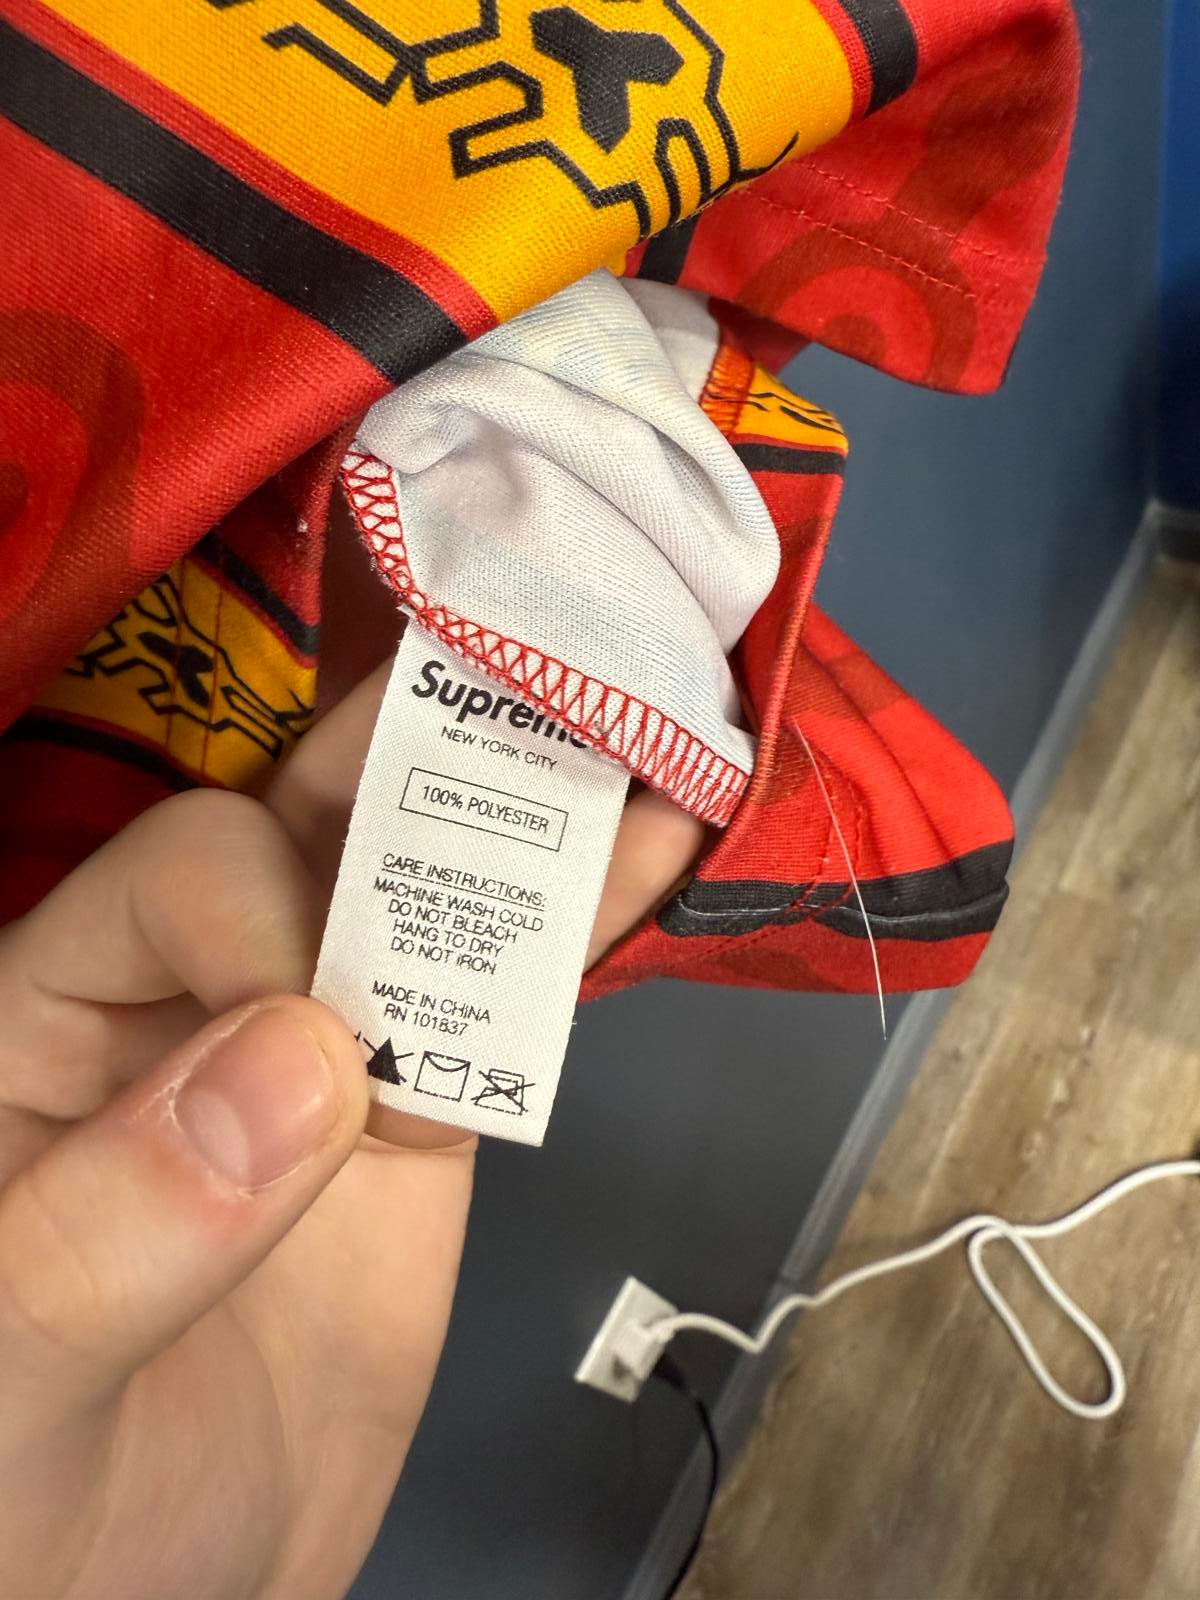 Supreme
NEW YORK CITY
100% POLYESTER
CARE INSTRUCTIONS:
MACHINE WASH COLD
DO NOT BLEACH
HANG TO DRY
DO NOT IRON
MADE IN CHINA
RN 101837